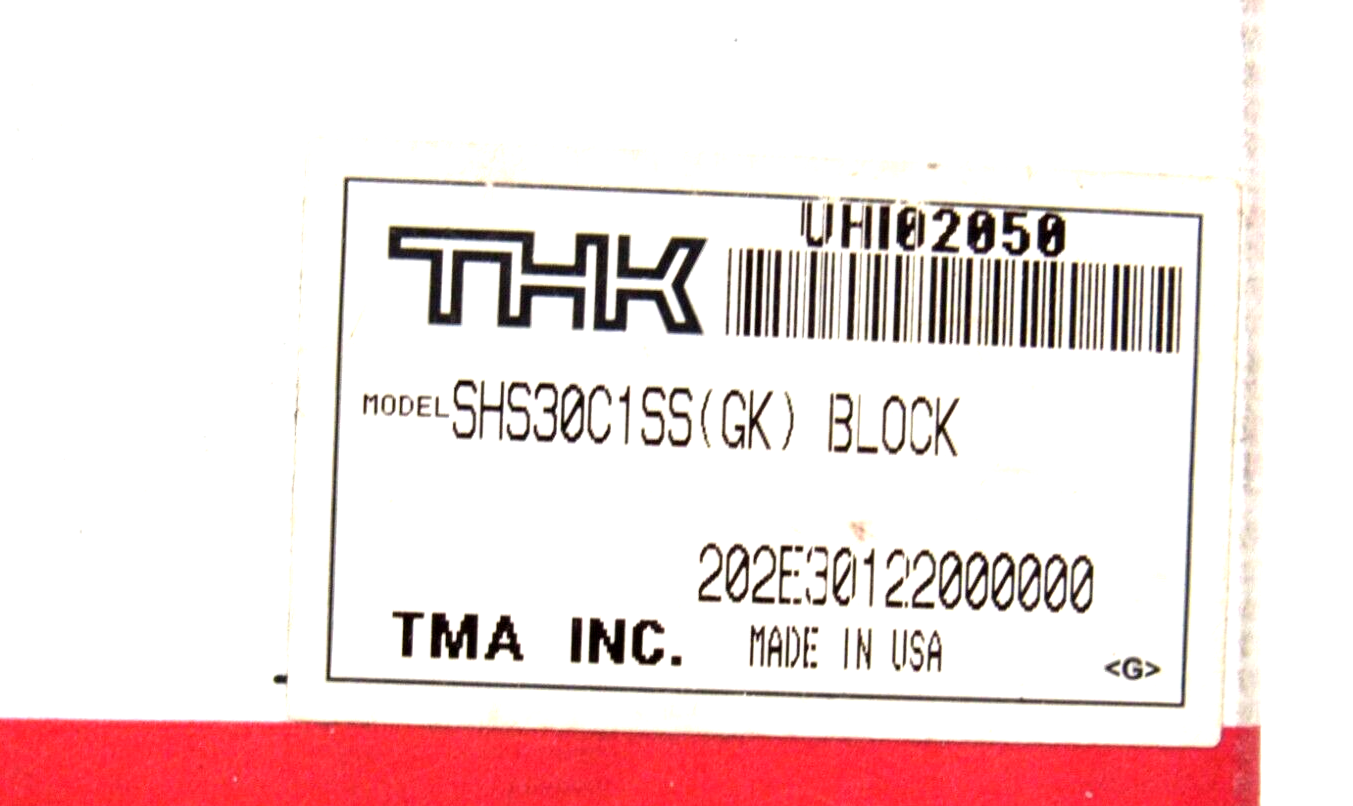 THK
UHI02050
MODEL SHS30C1SS(GK) BLOCK
202E30122000000
TMA INC. MADE IN USA <G>